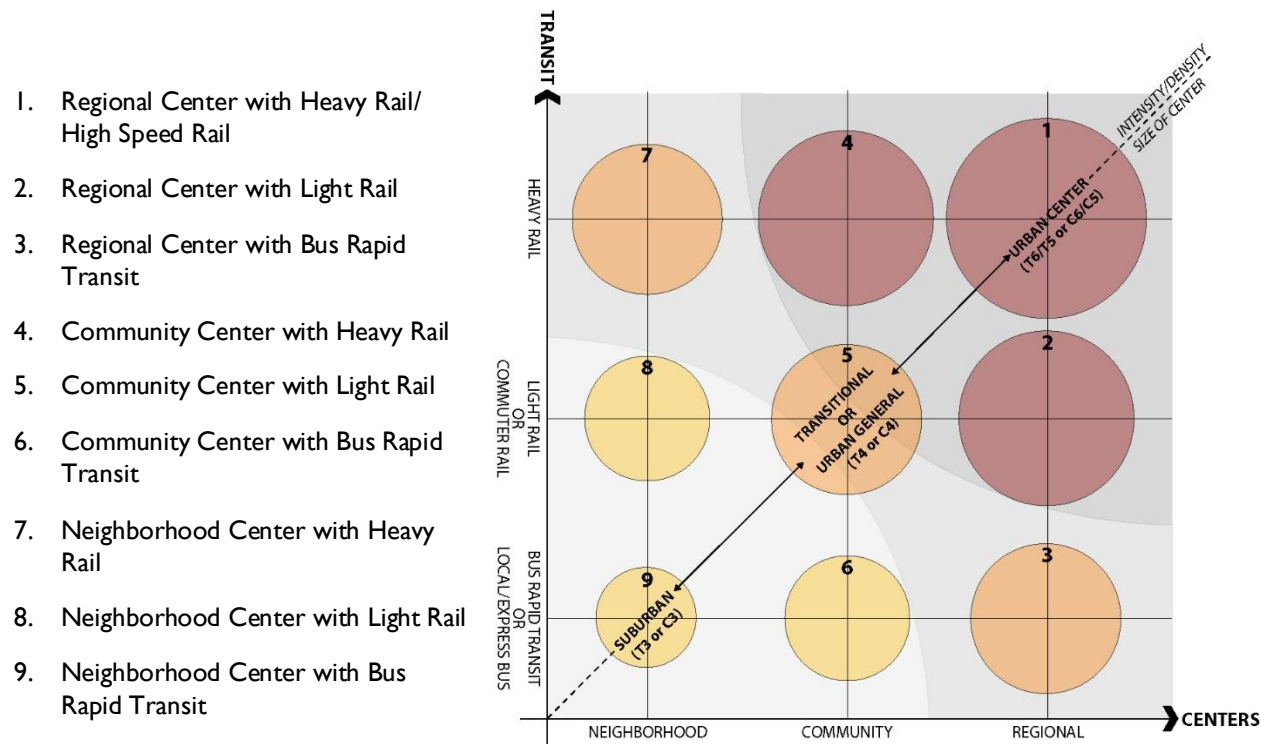 1. Regional Center with Heavy Rail/
High Speed Rail
2. Regional Center with Light Rail
3. Regional Center with Bus Rapid
Transit
4. Community Center with Heavy Rail
5. Community Center with Light Rail
6. Community Center with Bus Rapid
Transit
7. Neighborhood Center with Heavy
Rail
8. Neighborhood Center with Light Rail
9. Neighborhood Center with Bus
Rapid Transit
TRANSIT
INTENSITY/DENSITY
SIZE OF CENTER
HEAVY RAIL
7
4
1
URBAN CENTER
(T6/T5 or C6/C5)
LIGHT RAIL
OR
COMMUTER RAIL
8
5
2
TRANSITIONAL
OR
URBAN GENERAL
(T4 or C4)
BUS RAPID TRANSIT
OR
LOCAL/EXPRESS BUS
9
6
3
SUBURBAN
(T3 or C3)
NEIGHBORHOOD
COMMUNITY
REGIONAL
CENTERS